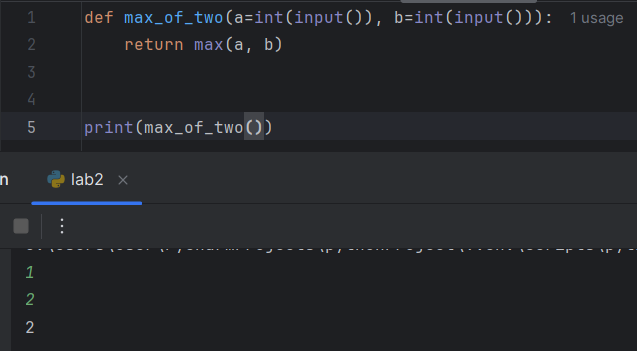 1 def max_of_two(a=int(input()), b=int(input())): 1 usage
2 return max(a, b)
3
4
5 print(max_of_two())
n lab2 ×
1
2
2